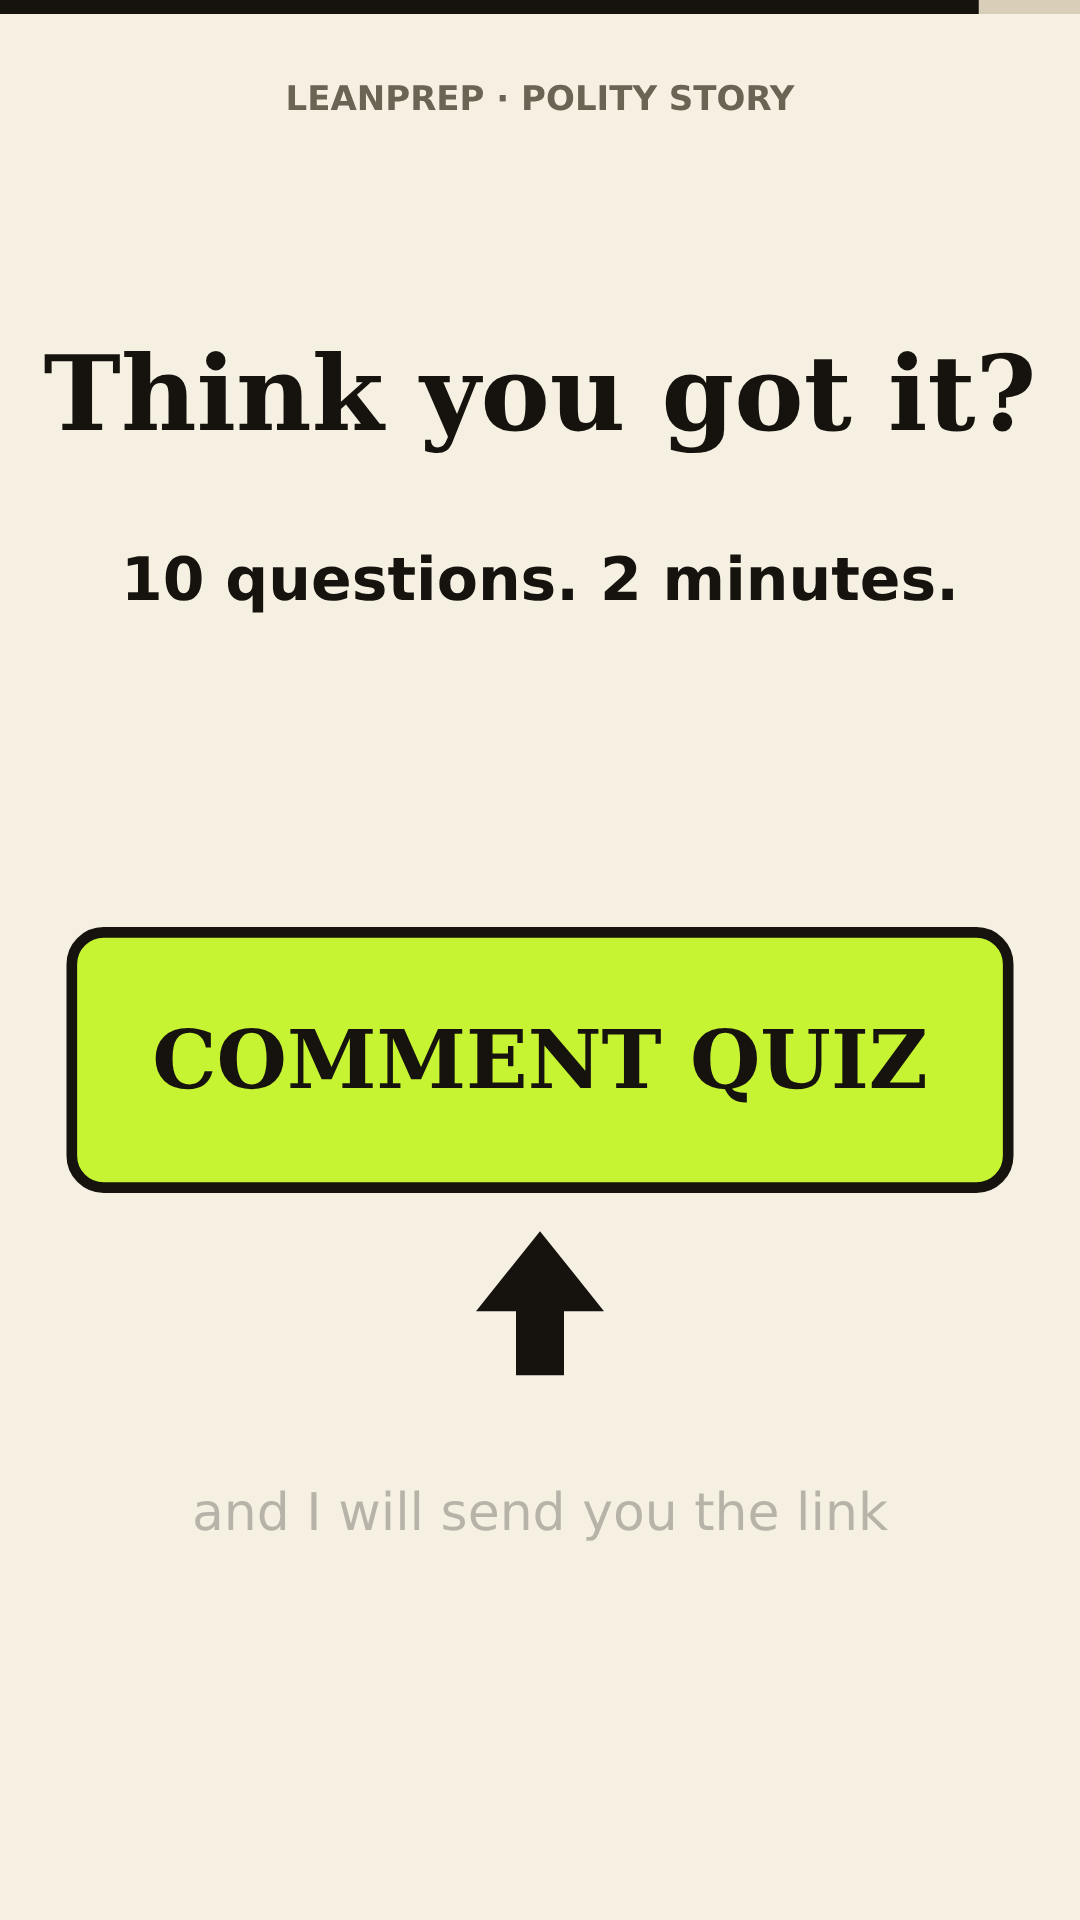 LEANPREP · POLITY STORY
Think you got it?
10 questions. 2 minutes.
COMMENT QUIZ
and I will send you the link